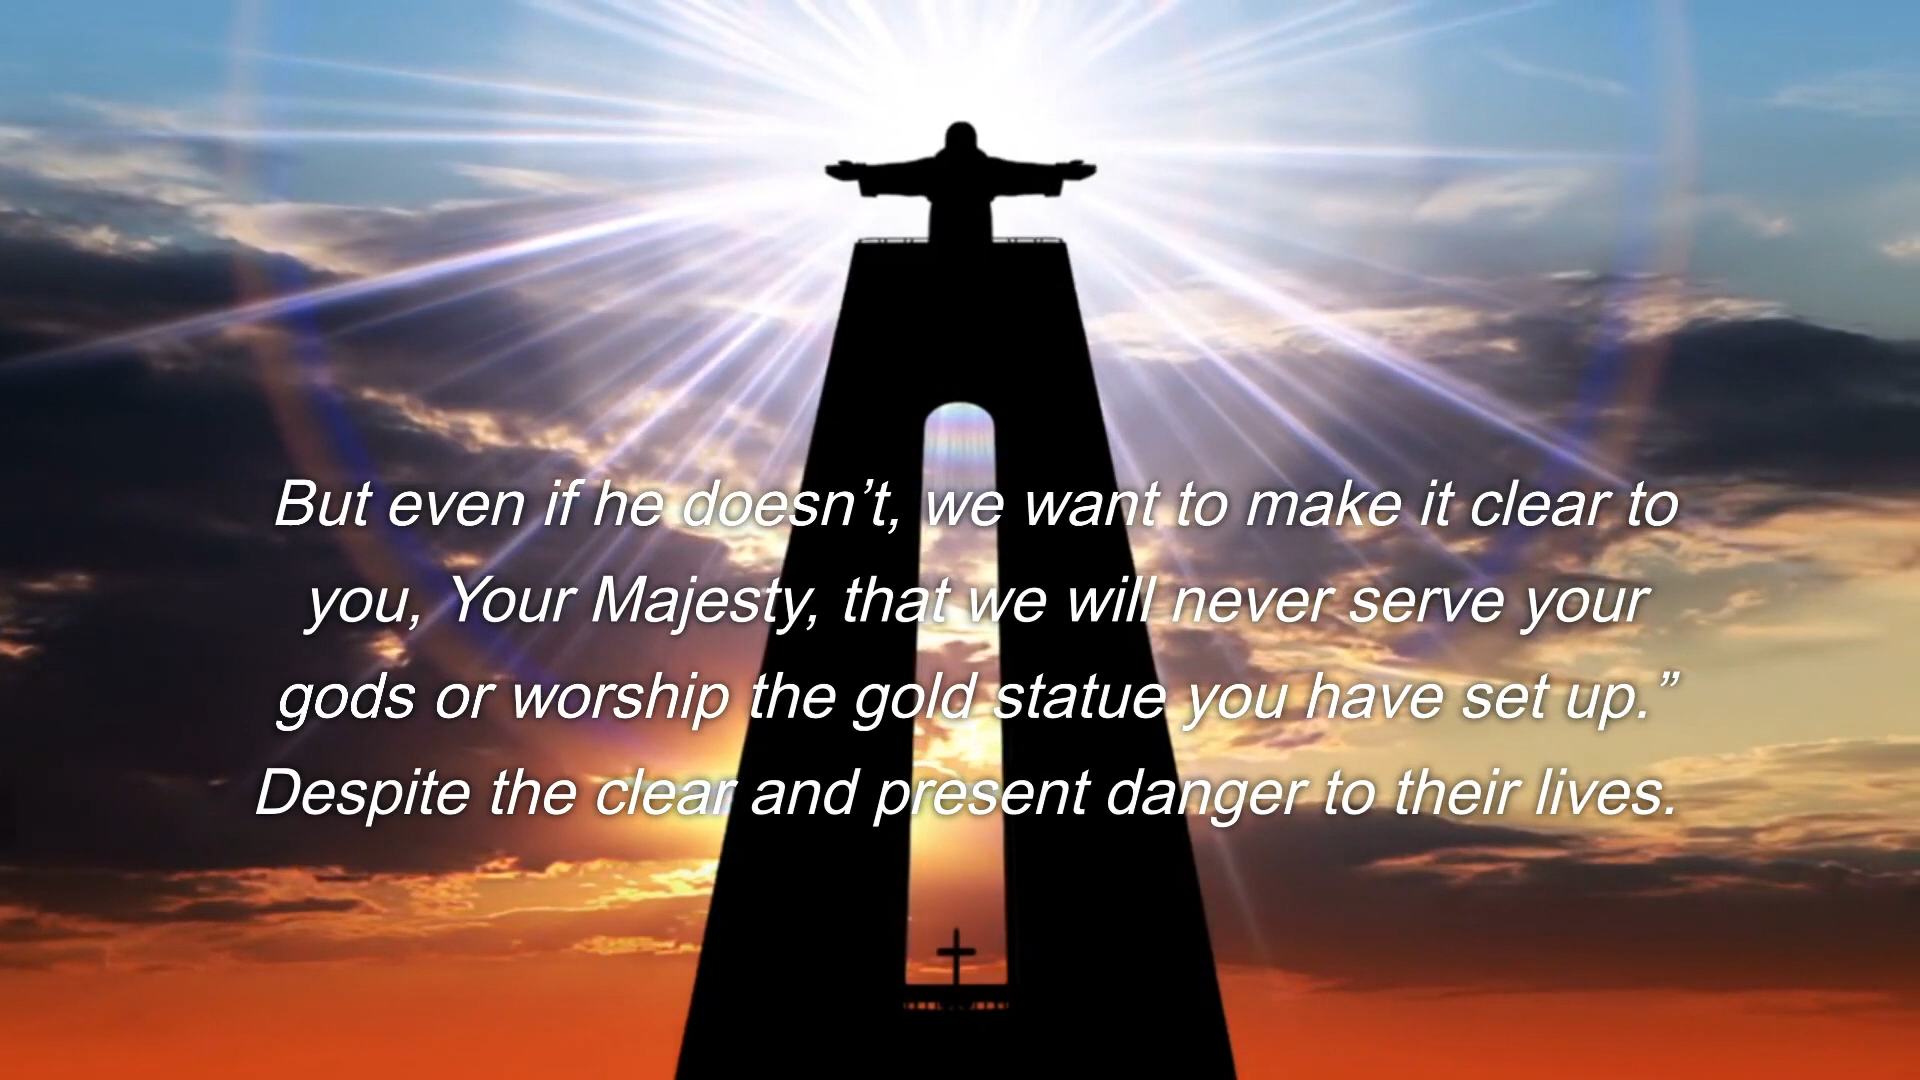 But even if he doesn’t, we want to make it clear to
you, Your Majesty, that we will never serve your
gods or worship the gold statue you have set up.”
Despite the clear and present danger to their lives.